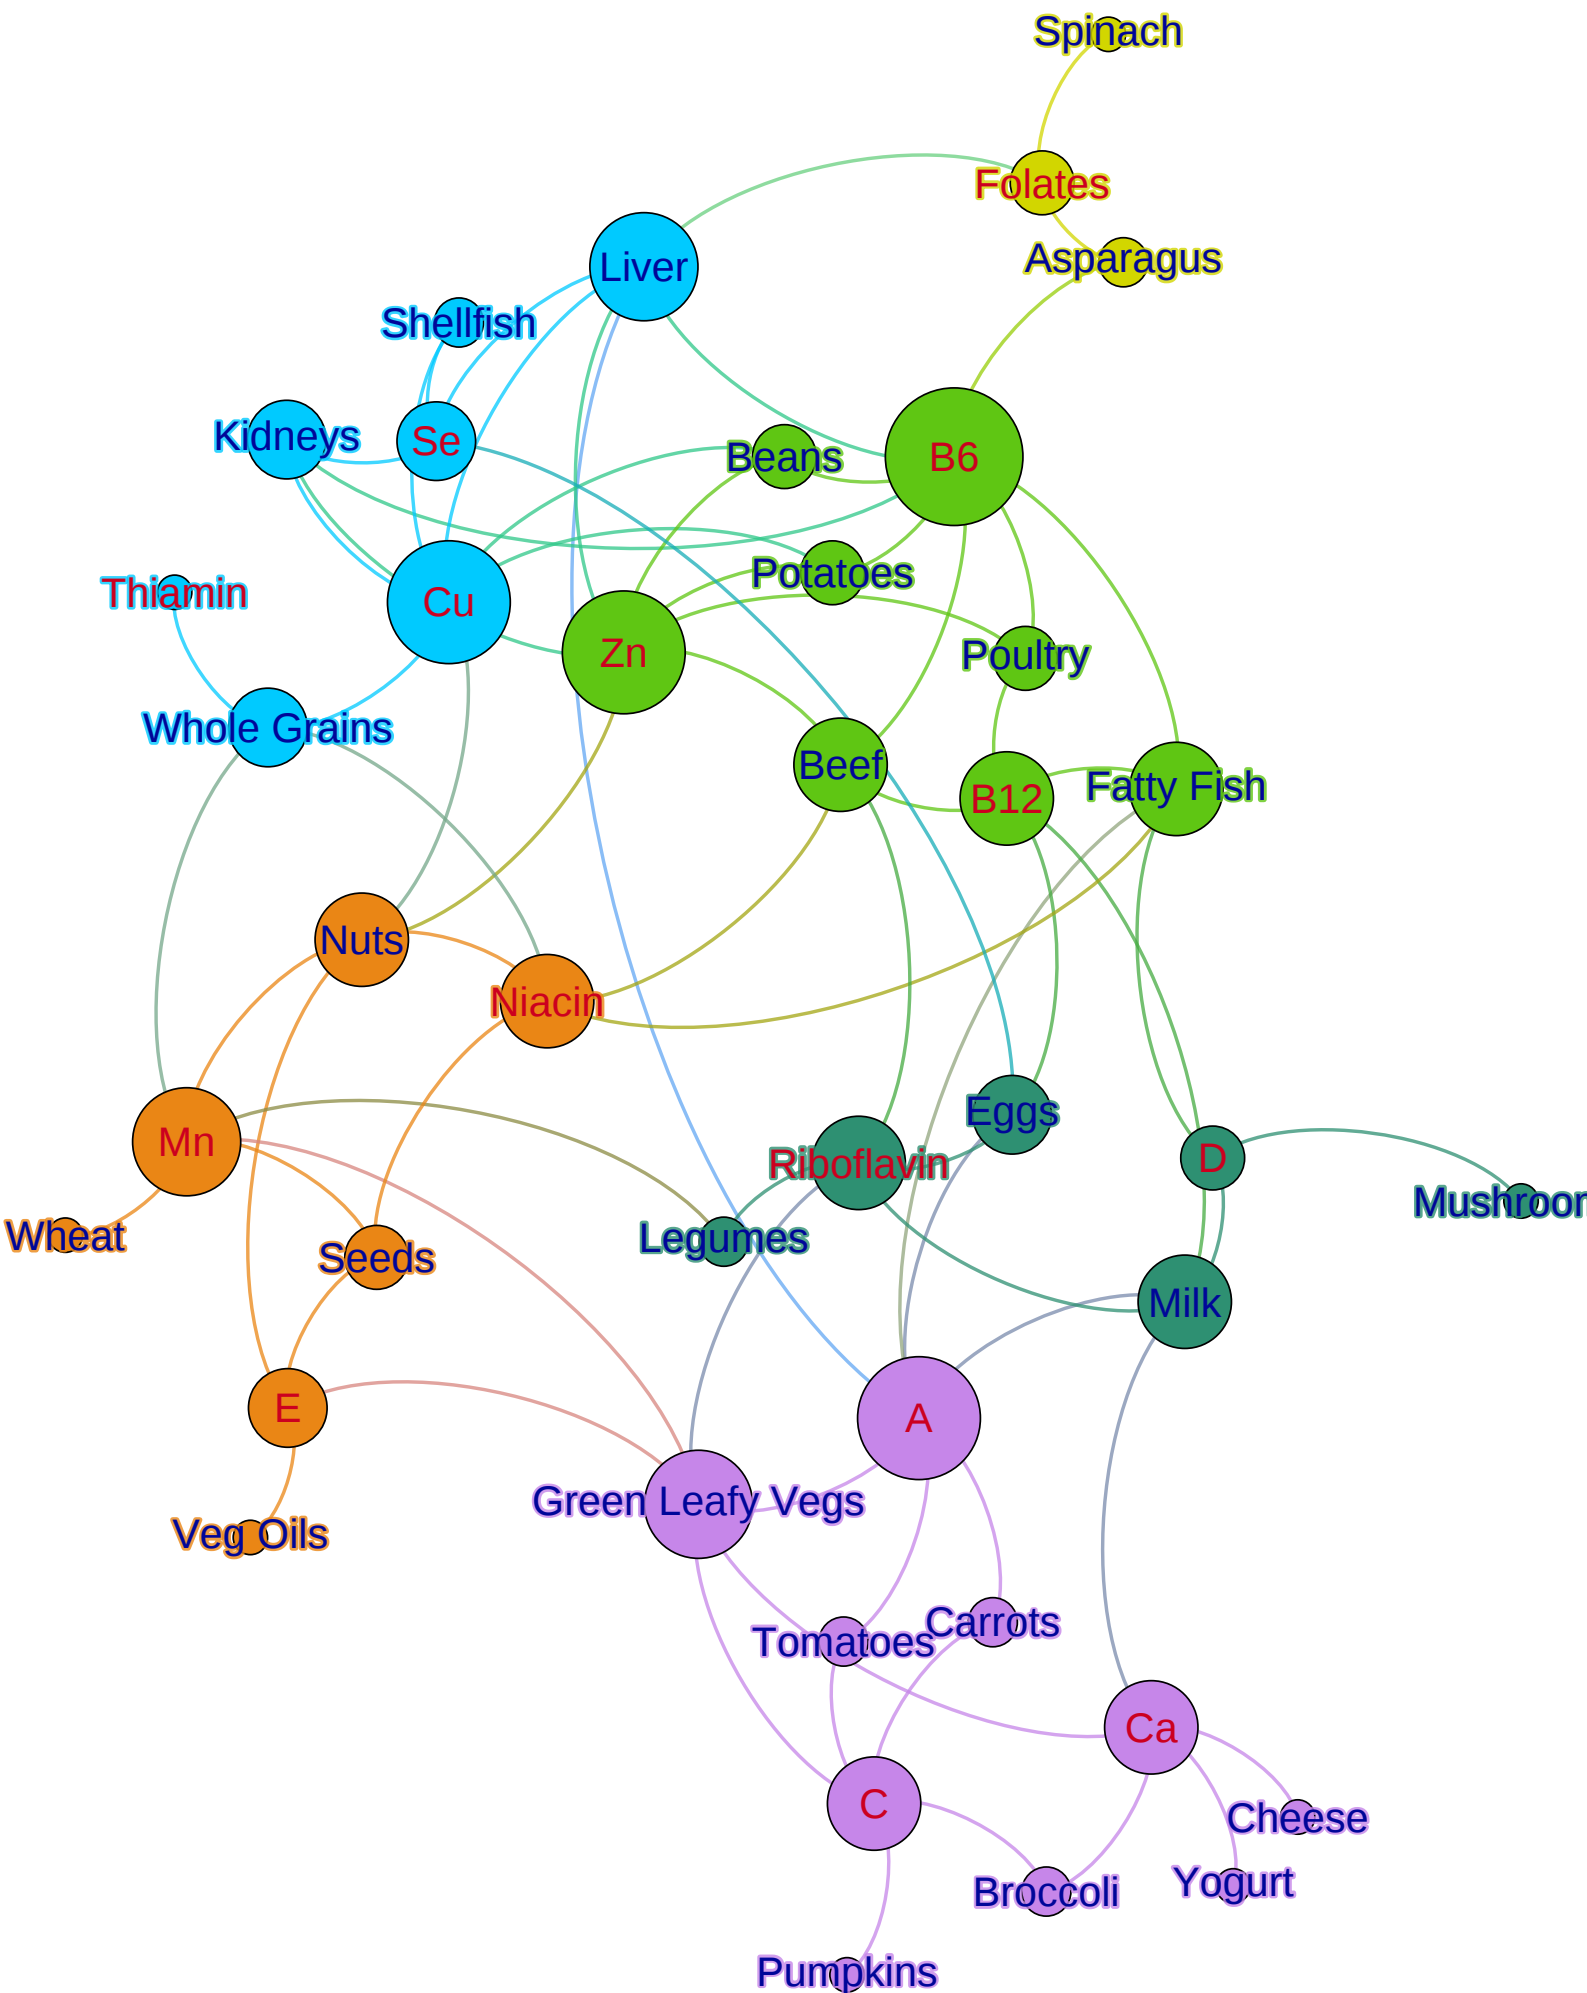 Spinach
Folates
Asparagus
Liver
Shellfish
Kidneys
Se
Beans
B6
Thiamin
Cu
Potatoes
Zn
Poultry
Whole Grains
Beef
B12
Fatty Fish
Nuts
Niacin
Mn
Eggs
Riboflavin
D
Mushroom
Wheat
Seeds
Legumes
Milk
E
A
Green Leafy Vegs
Veg Oils
Tomatoes
Carrots
Ca
C
Cheese
Broccoli
Yogurt
Pumpkins